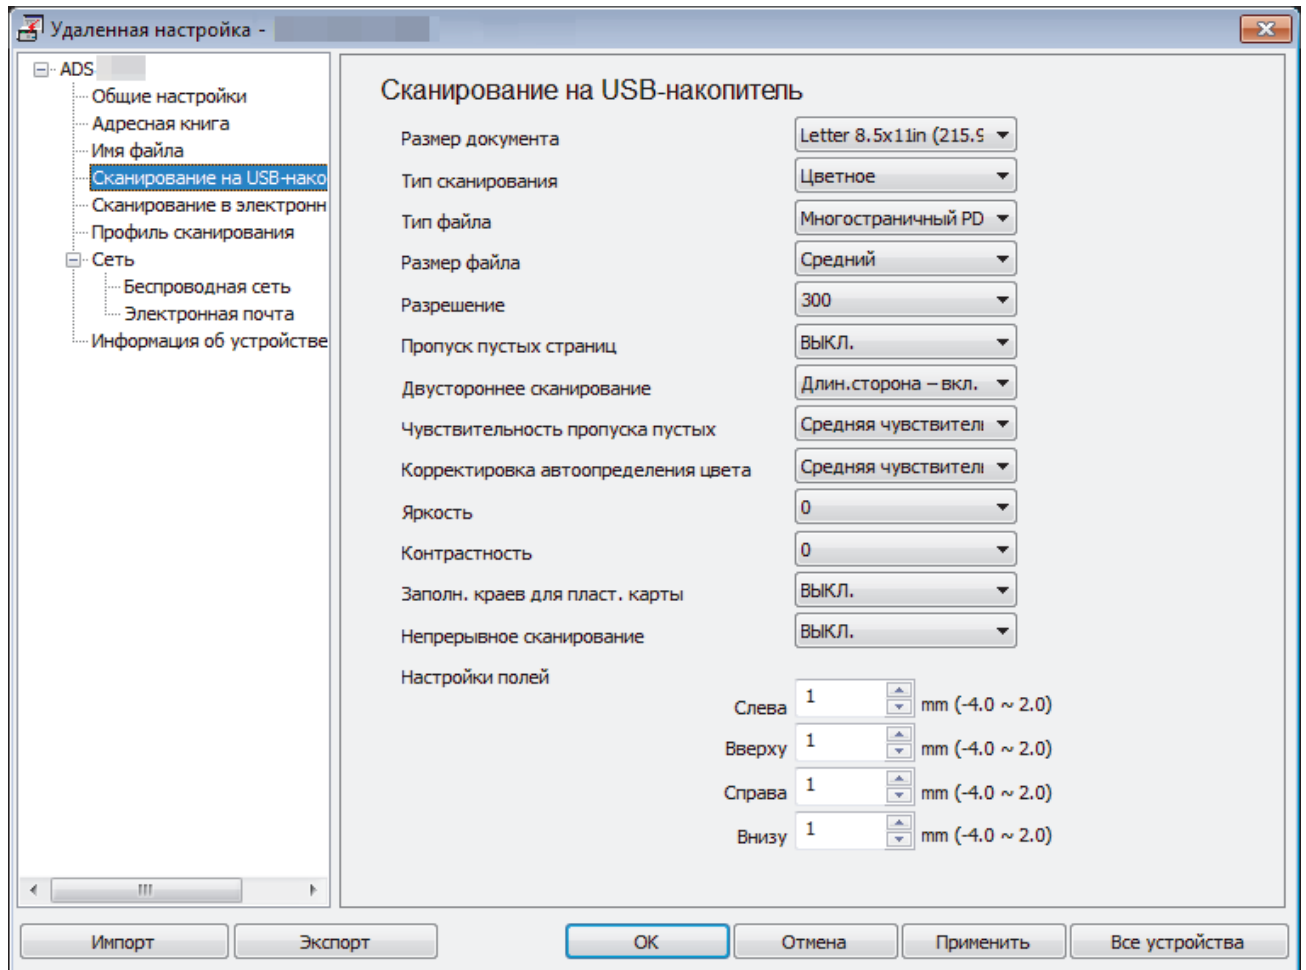 Удаленная настройка -
ADS
Общие настройки
Адресная книга
Имя файла
Сканирование на USB-нако
Сканирование в электронн
Профиль сканирования
Сеть
Беспроводная сеть
Электронная почта
Информация об устройстве
Сканирование на USB-накопитель
Размер документа Letter 8.5x11in (215.9
Тип сканирования Цветное
Тип файла Многостраничный PD
Размер файла Средний
Разрешение 300
Пропуск пустых страниц ВЫКЛ.
Двустороннее сканирование Длин.сторона – вкл.
Чувствительность пропуска пустых Средняя чувствител
Корректировка автоопределения цвета Средняя чувствител
Яркость 0
Контрастность 0
Заполн. краев для пласт. карты ВЫКЛ.
Непрерывное сканирование ВЫКЛ.
Настройки полей
Слева 1 mm (-4.0 ~ 2.0)
Вверху 1 mm (-4.0 ~ 2.0)
Справа 1 mm (-4.0 ~ 2.0)
Внизу 1 mm (-4.0 ~ 2.0)
Импорт Экспорт OK Отмена Применить Все устройства